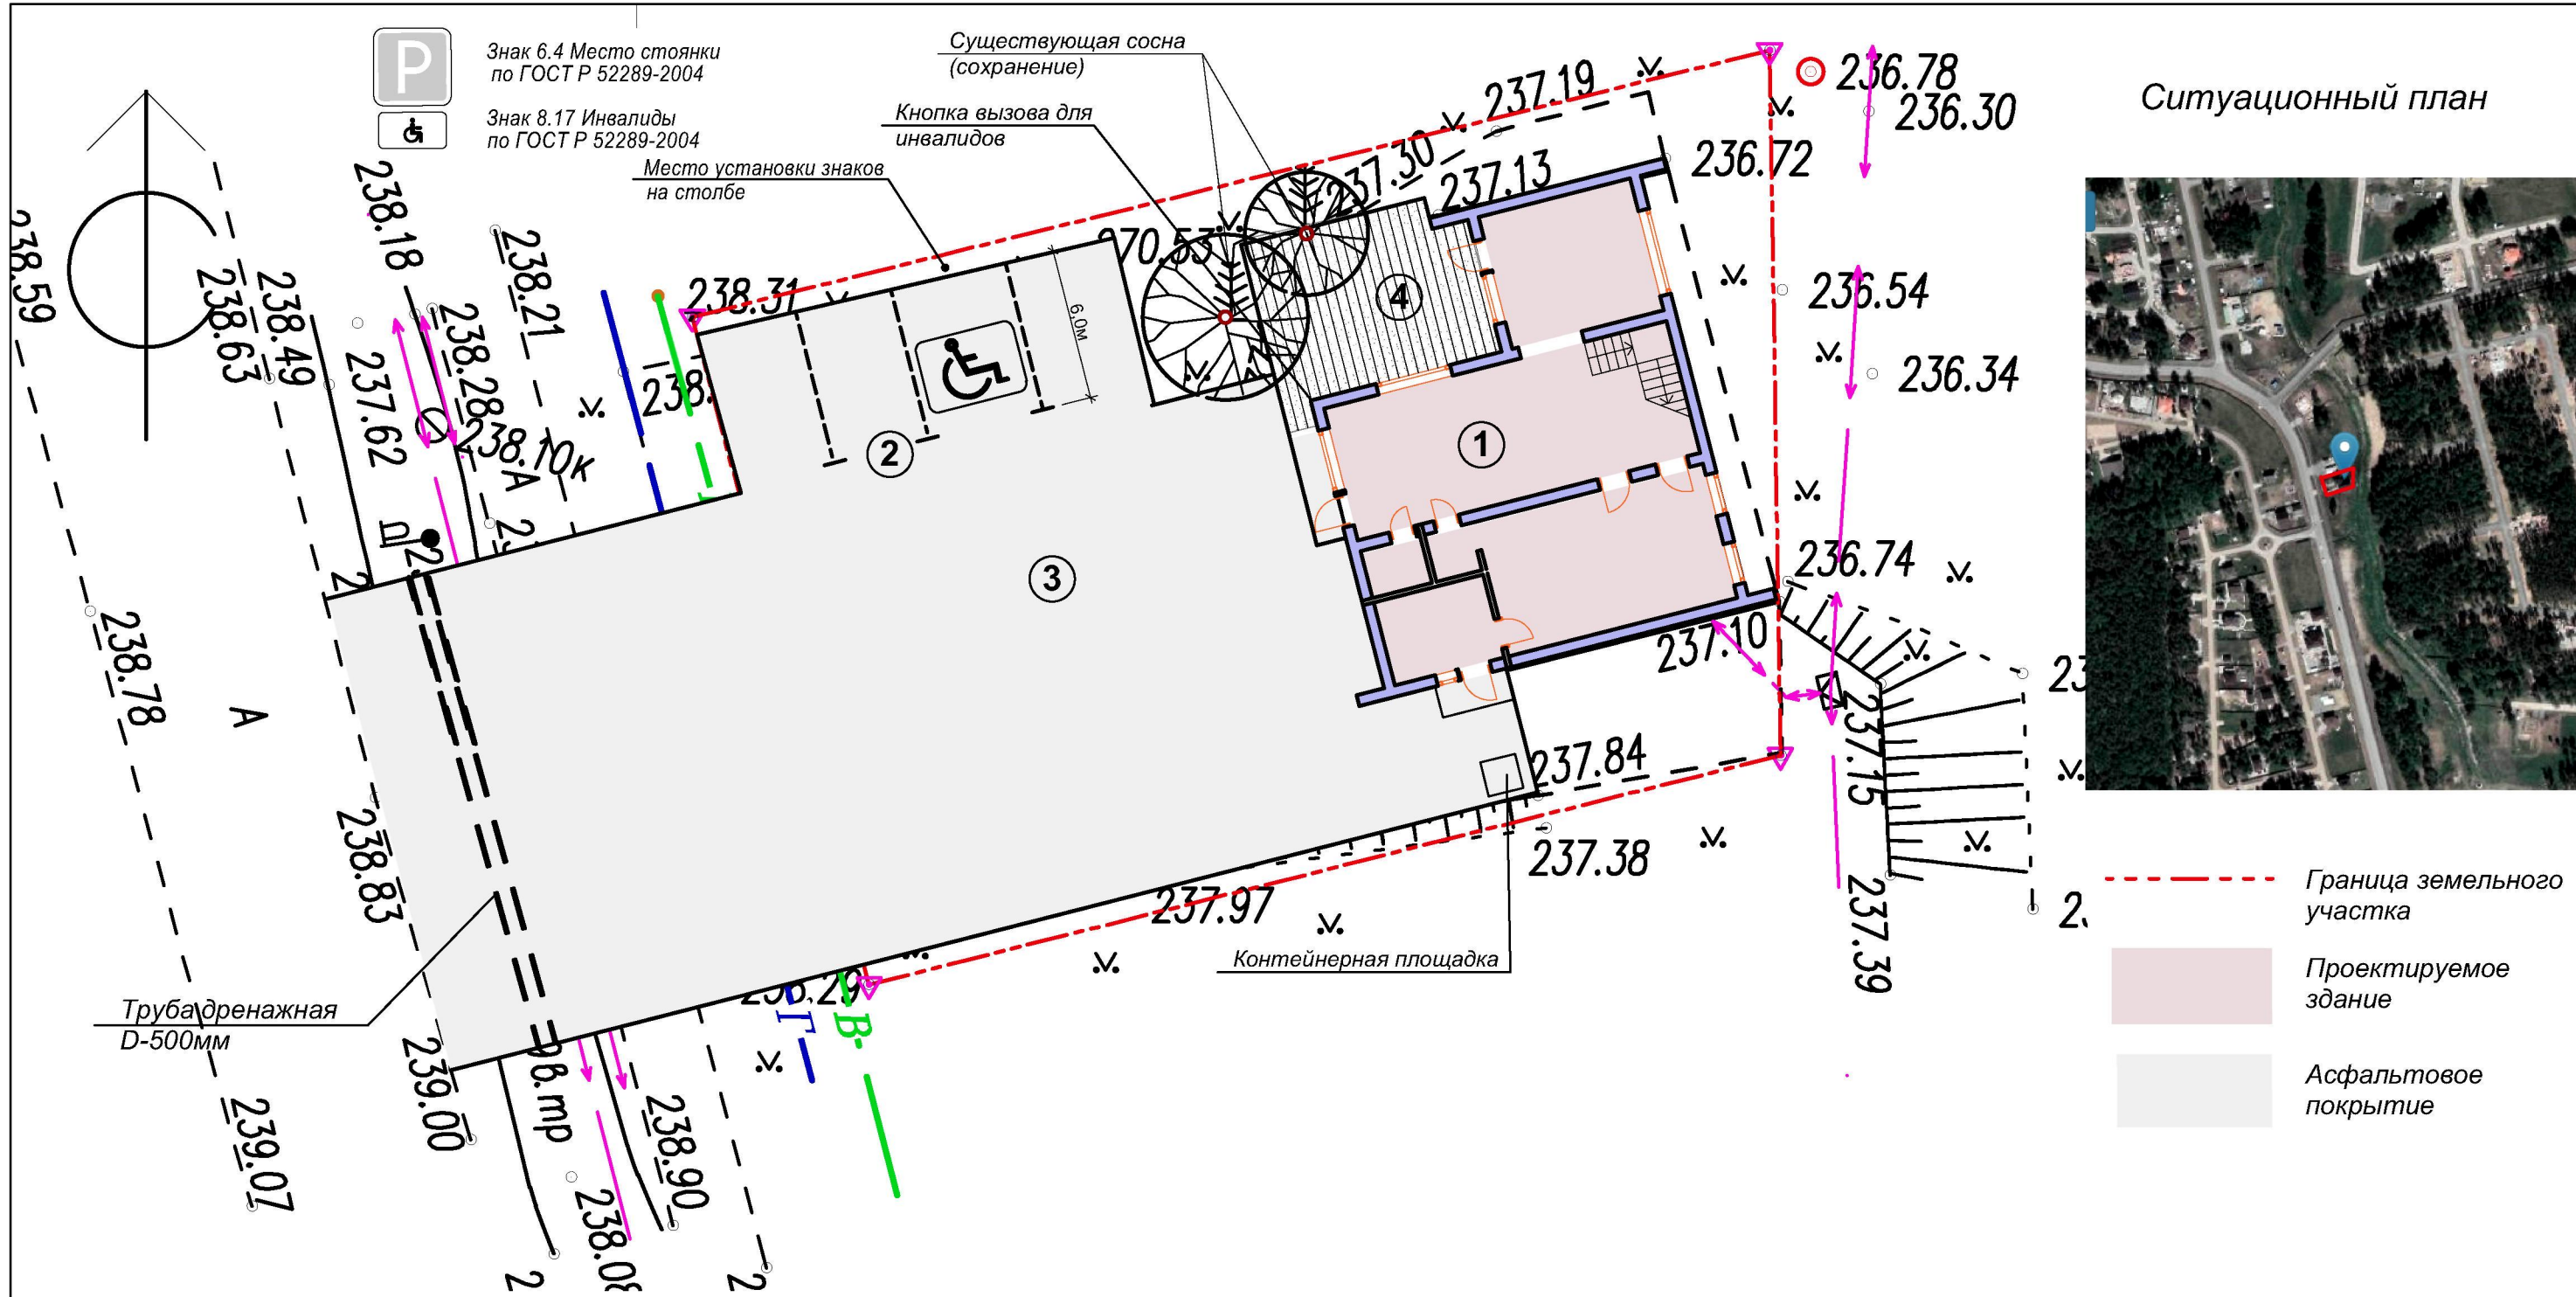 P
Знак 6.4 Место стоянки
по ГОСТ Р 52289-2004
Знак 8.17 Инвалиды
по ГОСТ Р 52289-2004
Место установки знаков
на столбе
Существующая сосна
(сохранение)
Кнопка вызова для
инвалидов
Ситуационный план
237.19
236.78
236.30
237.30
237.13
236.72
238.59
238.63
238.49
238.18
238.21
238.28
237.62
238.10к
А
238.31
270.53
6,0м
236.54
236.34
1
2
3
4
236.74
237.10
237.15
237.84
237.38
237.39
237.97
238.78
А
238.83
Контейнерная площадка
Труба дренажная
D-500мм
Г
В
239.00
239.07
238.90
Граница земельного
участка
Проектируемое
здание
Асфальтовое
покрытие